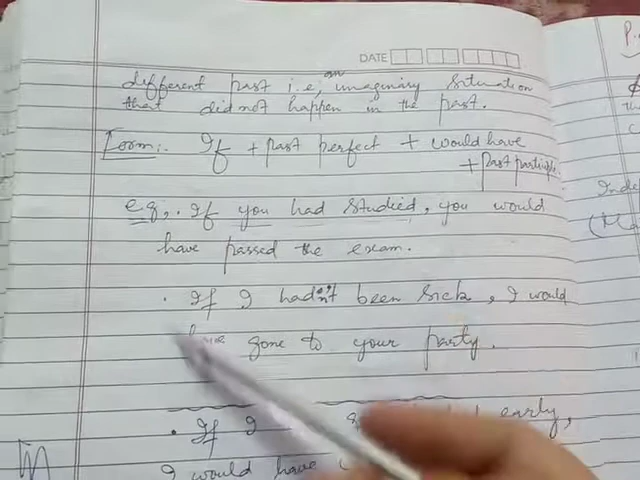 DATE
different past i.e, an imaginary situation
that did not happen in the past.
Form:. If + past perfect + would have
+ past participle.
e.g,. If you had studied, you would
have passed the exam.
. If I hadn't been sick, I would
have gone to your party.
. If I early,
I would have